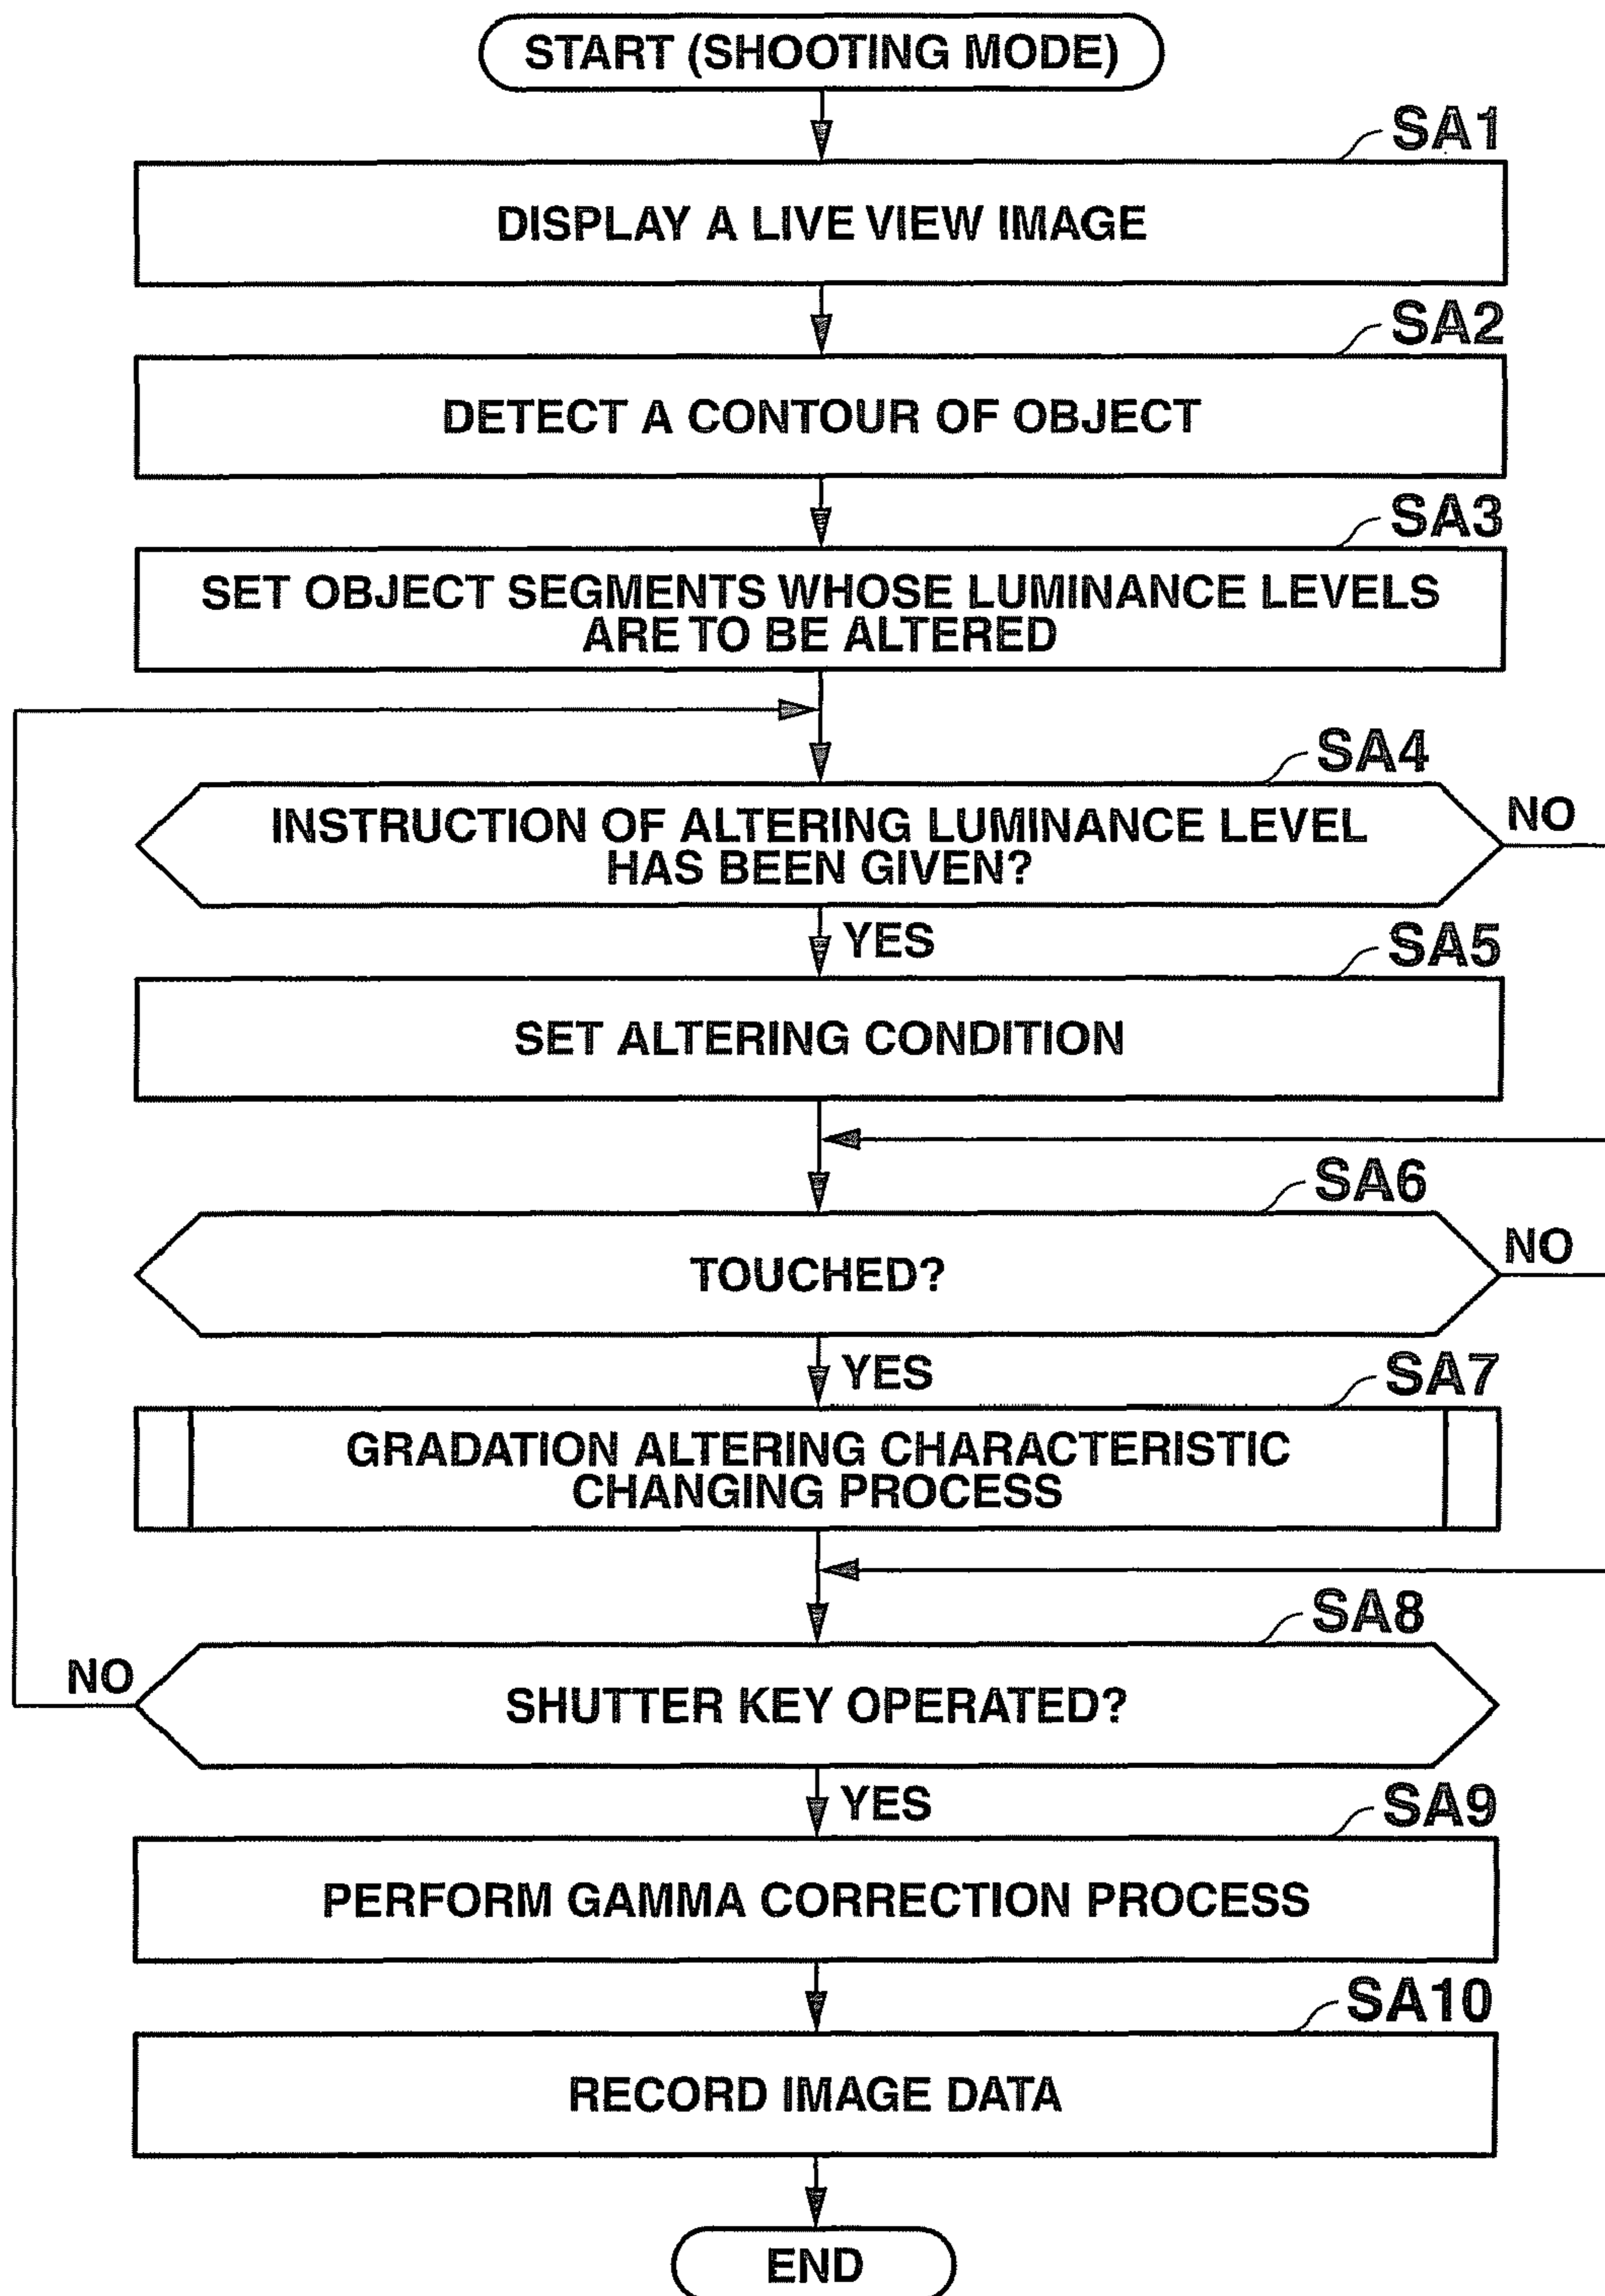 START (SHOOTING MODE)
SA1
DISPLAY A LIVE VIEW IMAGE
SA2
DETECT A CONTOUR OF OBJECT
SA3
SET OBJECT SEGMENTS WHOSE LUMINANCE LEVELS
ARE TO BE ALTERED
SA4
INSTRUCTION OF ALTERING LUMINANCE LEVEL
HAS BEEN GIVEN?
NO
YES
SA5
SET ALTERING CONDITION
SA6
TOUCHED?
NO
YES
SA7
GRADATION ALTERING CHARACTERISTIC
CHANGING PROCESS
SA8
NO
SHUTTER KEY OPERATED?
YES
SA9
PERFORM GAMMA CORRECTION PROCESS
SA10
RECORD IMAGE DATA
END